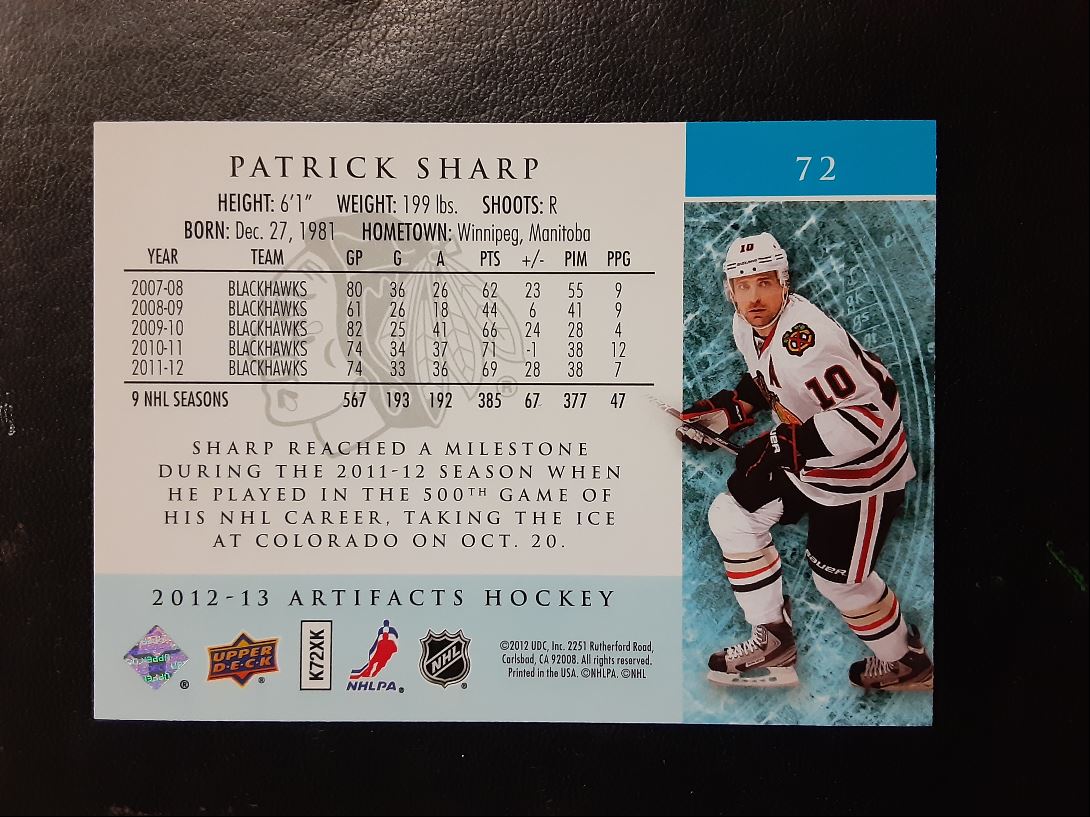 PATRICK SHARP
72
HEIGHT: 6'1" WEIGHT: 199 lbs. SHOOTS: R
BORN: Dec. 27, 1981 HOMETOWN: Winnipeg, Manitoba
YEAR TEAM GP G A PTS +/- PIM PPG
2007-08 BLACKHAWKS 80 36 26 62 23 55 9
2008-09 BLACKHAWKS 61 26 18 44 6 41 9
2009-10 BLACKHAWKS 82 25 41 66 24 28 4
2010-11 BLACKHAWKS 74 34 37 71 -1 38 12
2011-12 BLACKHAWKS 74 33 36 69 28 38 7
9 NHL SEASONS 567 193 192 385 67 377 47
SHARP REACHED A MILESTONE
DURING THE 2011-12 SEASON WHEN
HE PLAYED IN THE 500TH GAME OF
HIS NHL CAREER, TAKING THE ICE
AT COLORADO ON OCT. 20.
2012-13 ARTIFACTS HOCKEY
UPPER
D·E·C·K
K72XK
NHLPA
NHL
©2012 UDC, Inc. 2251 Rutherford Road,
Carlsbad, CA 92008. All rights reserved.
Printed in the USA. ©NHLPA. ©NHL
10
A
10
BAUER